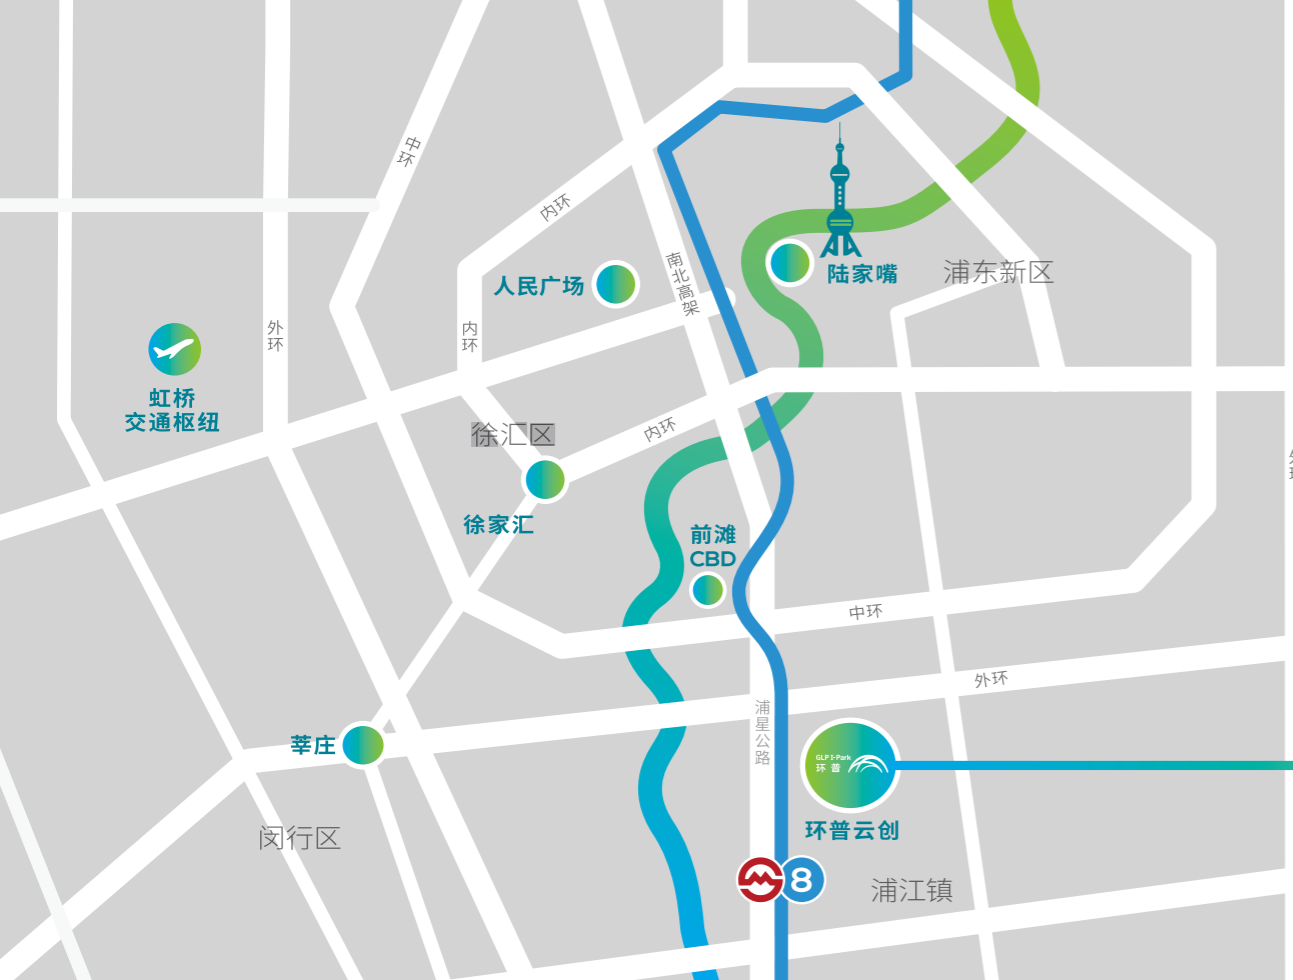 中环
内环
南北高架
人民广场
陆家嘴
浦东新区
外环
内环
虹桥
交通枢纽
徐汇区
内环
徐家汇
前滩
CBD
中环
外环
浦星公路
莘庄
GLP I-Park
环普
环普云创
闵行区
8
浦江镇